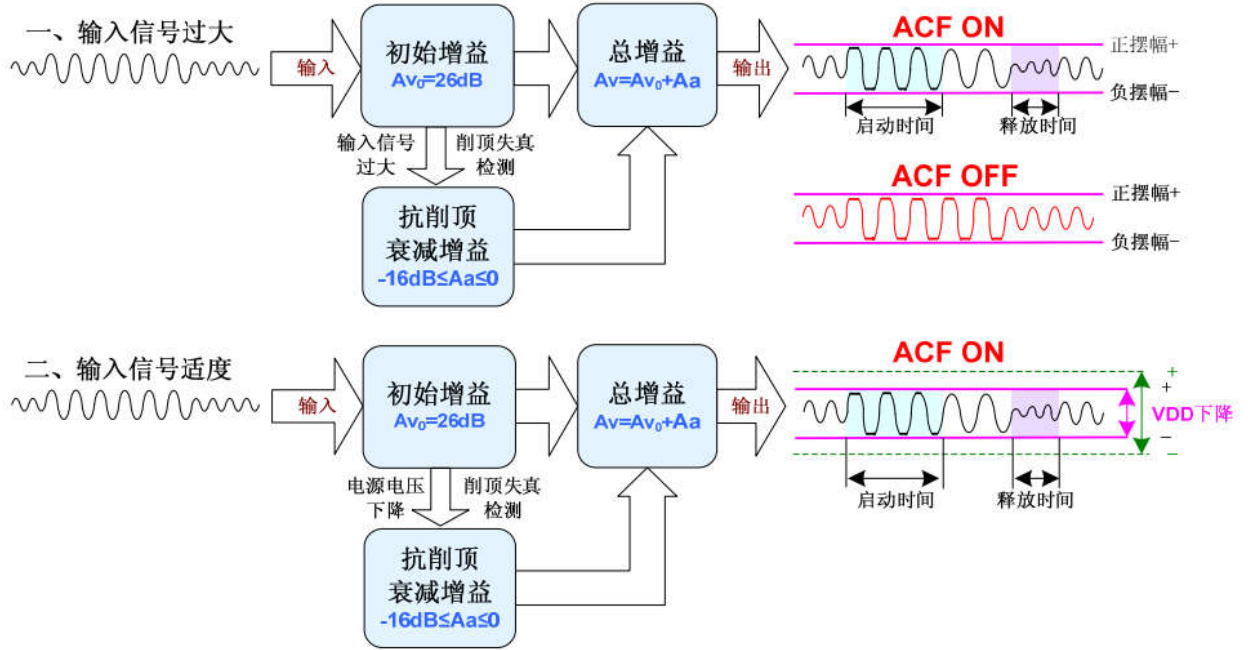 一、输入信号过大
输入
初始增益
Av₀=26dB
总增益
Av=Av₀+Aa
输出
ACF ON
正摆幅+
负摆幅−
启动时间
释放时间
输入信号
过大
削顶失真
检测
抗削顶
衰减增益
-16dB≤Aa≤0
ACF OFF
正摆幅+
负摆幅−
二、输入信号适度
输入
初始增益
Av₀=26dB
总增益
Av=Av₀+Aa
输出
ACF ON
+
+
VDD下降
−
−
启动时间
释放时间
电源电压
下降
削顶失真
检测
抗削顶
衰减增益
-16dB≤Aa≤0